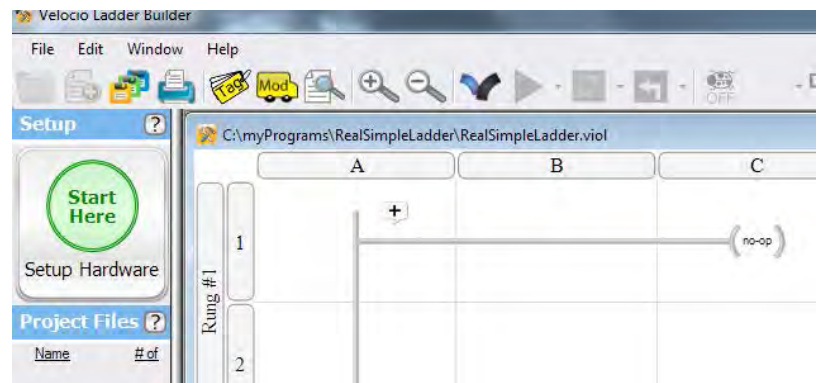 Velocio Ladder Builder
File Edit Window Help
Tags Mod OFF
Setup ?
C:\myPrograms\RealSimpleLadder\RealSimpleLadder.viol
A B C
Start
Here
Setup Hardware
Rung #1
1
+
no-op
Project Files ?
Name # of
2